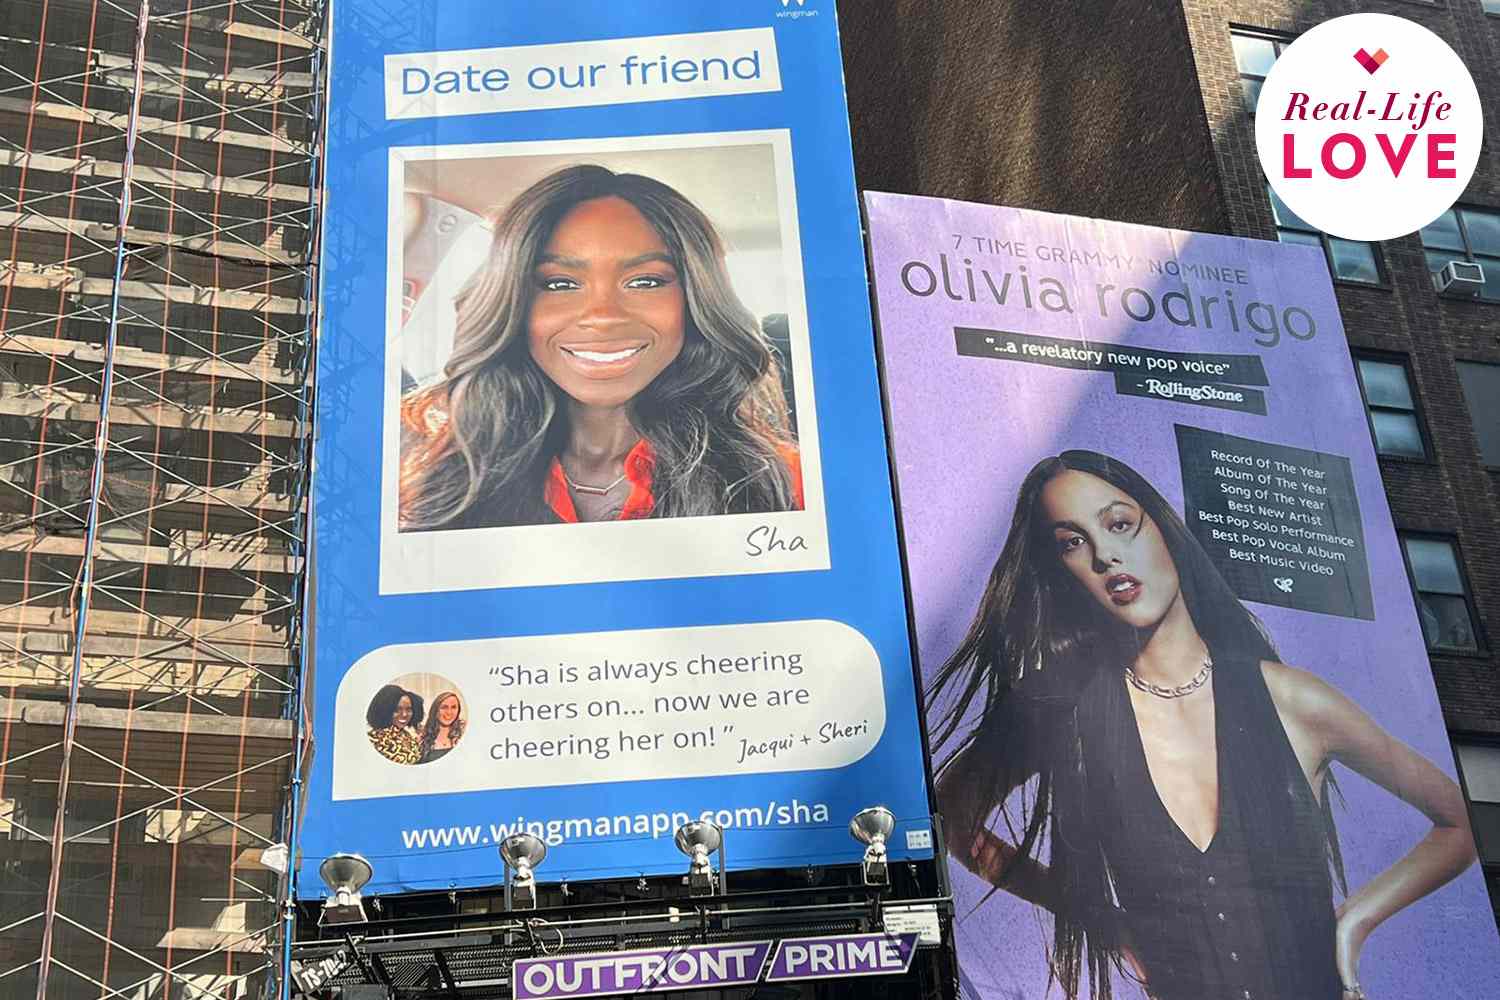 wingman
Date our friend
Sha
“Sha is always cheering
others on... now we are
cheering her on! ”
Jacqui + Sheri
www.wingmanapp.com/sha
OUTFRONT/PRIME
7 TIME GRAMMY® NOMINEE
olivia rodrigo
“...a revelatory new pop voice”
- RollingStone
Record Of The Year
Album Of The Year
Song Of The Year
Best New Artist
Best Pop Solo Performance
Best Pop Vocal Album
Best Music Video
Real-Life
LOVE